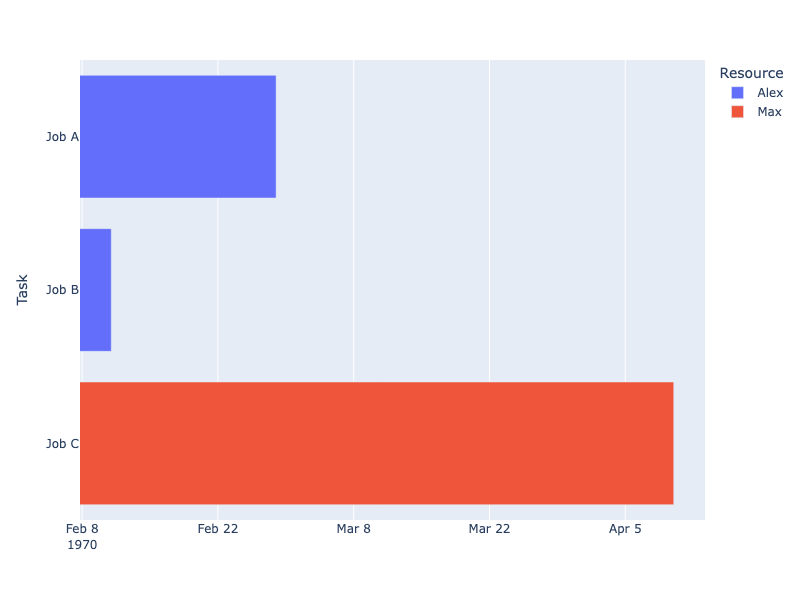 Resource
Alex
Max
Job A
Job B
Job C
Task
Feb 8
1970
Feb 22
Mar 8
Mar 22
Apr 5